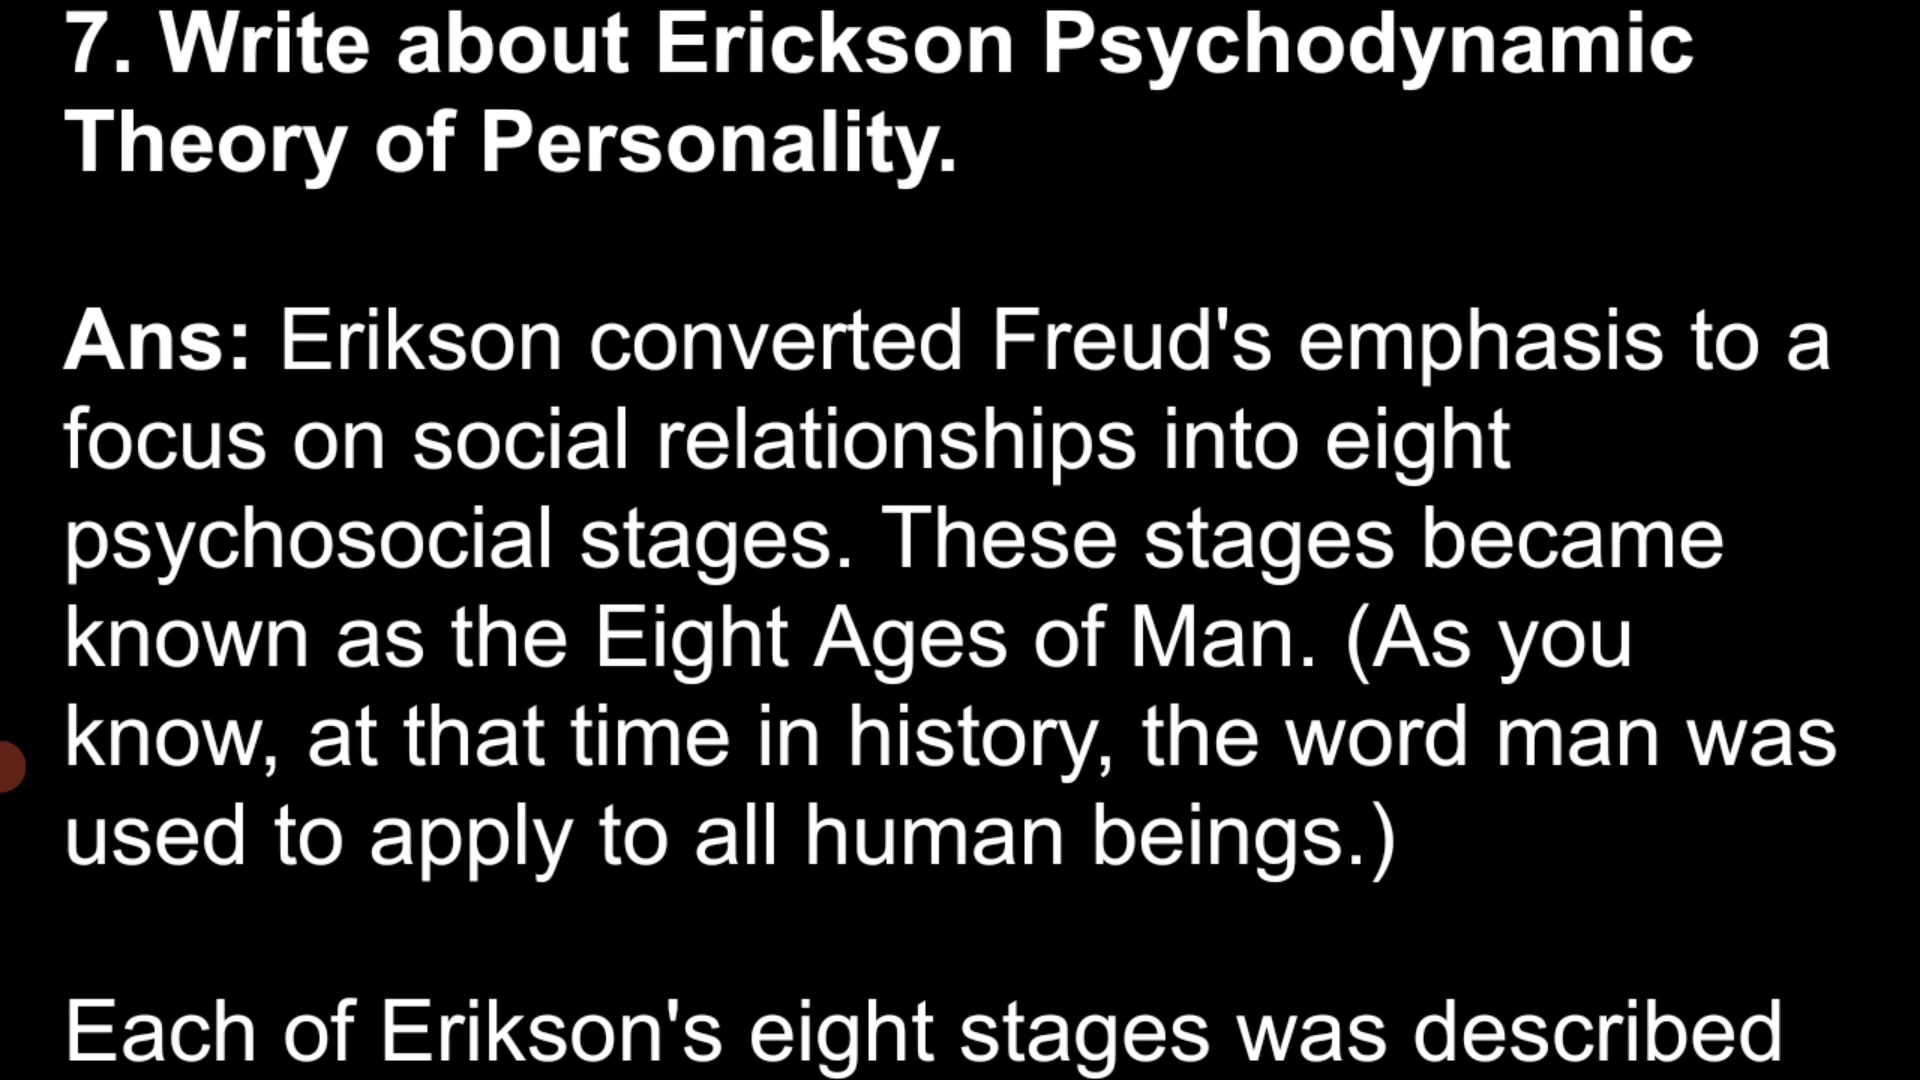 7. Write about Erickson Psychodynamic
Theory of Personality.
Ans: Erikson converted Freud's emphasis to a
focus on social relationships into eight
psychosocial stages. These stages became
known as the Eight Ages of Man. (As you
know, at that time in history, the word man was
used to apply to all human beings.)
Each of Erikson's eight stages was described